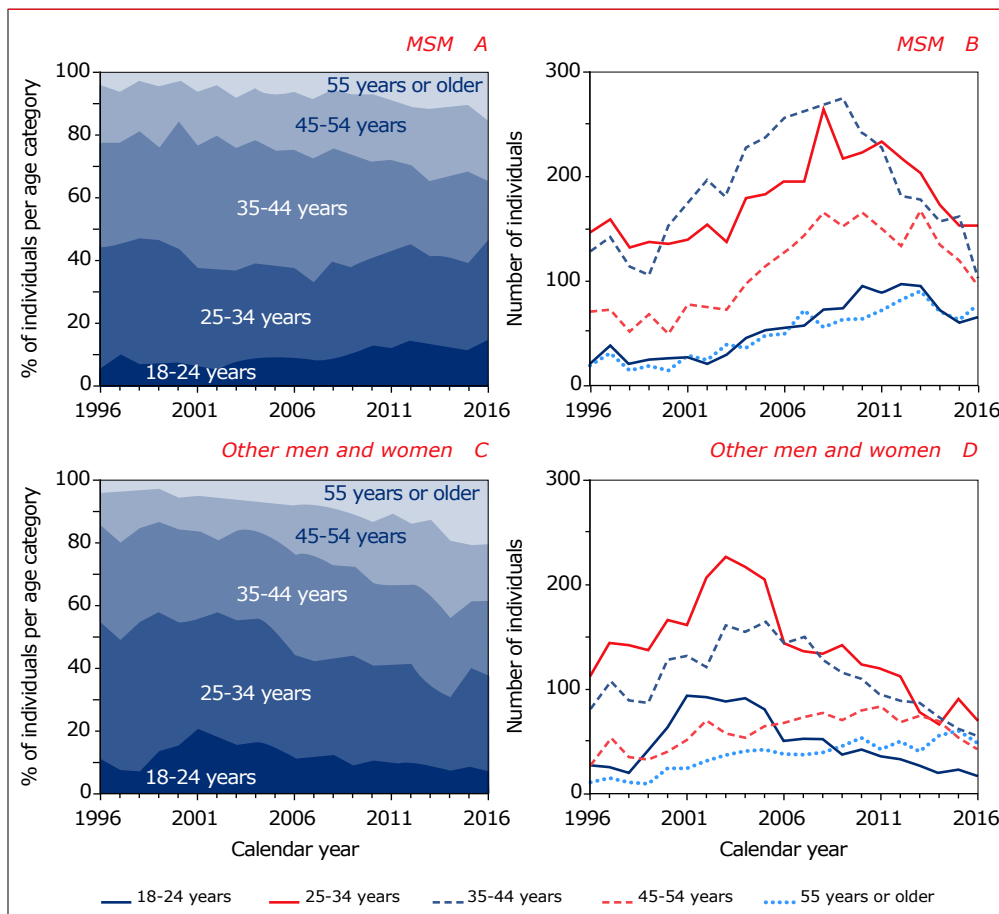 MSM A
% of individuals per age category
100
80
60
40
20
0
55 years or older
45-54 years
35-44 years
25-34 years
18-24 years
1996 2001 2006 2011 2016
MSM B
Number of individuals
300
200
100
0
1996 2001 2006 2011 2016
Other men and women C
% of individuals per age category
100
80
60
40
20
0
55 years or older
45-54 years
35-44 years
25-34 years
18-24 years
1996 2001 2006 2011 2016
Calendar year
Other men and women D
Number of individuals
300
200
100
0
1996 2001 2006 2011 2016
Calendar year
18-24 years 25-34 years 35-44 years 45-54 years 55 years or older